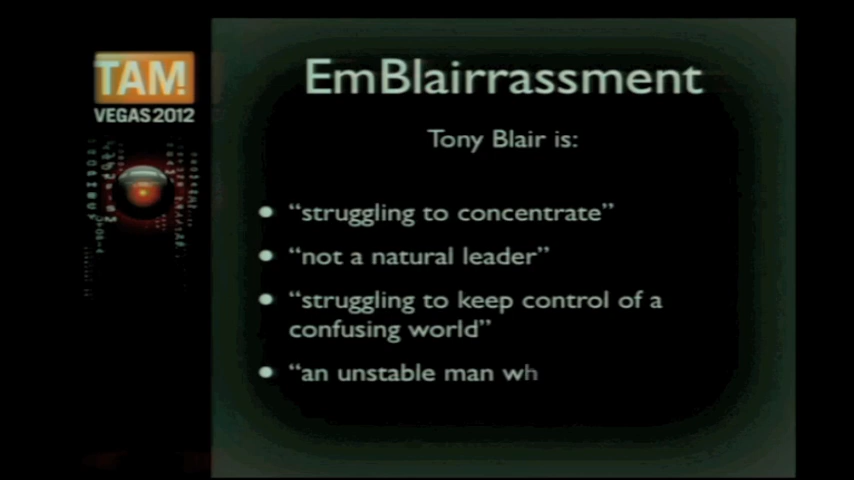 TAM!
VEGAS 2012
EmBlairrassment
Tony Blair is:
• “struggling to concentrate”
• “not a natural leader”
• “struggling to keep control of a
confusing world”
• “an unstable man wh